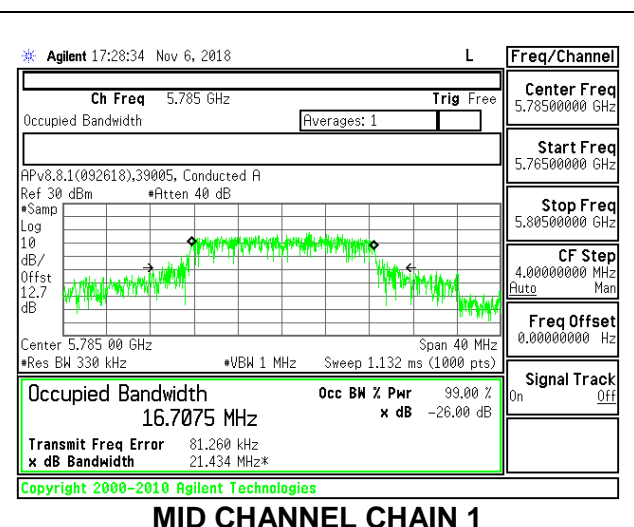 Agilent 17:28:34 Nov 6, 2018 L
Freq/Channel
Ch Freq 5.785 GHz Trig Free
Occupied Bandwidth Averages: 1
APv8.8.1(092618),39005, Conducted A
Ref 30 dBm #Atten 40 dB
#Samp
Log
10
dB/
Offst
12.7
dB
Center 5.785 00 GHz Span 40 MHz
#Res BW 330 kHz #VBW 1 MHz Sweep 1.132 ms (1000 pts)
Occupied Bandwidth Occ BW % Pwr 99.00 %
16.7075 MHz x dB -26.00 dB
Transmit Freq Error 81.260 kHz
x dB Bandwidth 21.434 MHz*
Copyright 2000-2010 Agilent Technologies
Center Freq
5.78500000 GHz
Start Freq
5.76500000 GHz
Stop Freq
5.80500000 GHz
CF Step
4.00000000 MHz
Auto Man
Freq Offset
0.00000000 Hz
Signal Track
On Off
MID CHANNEL CHAIN 1